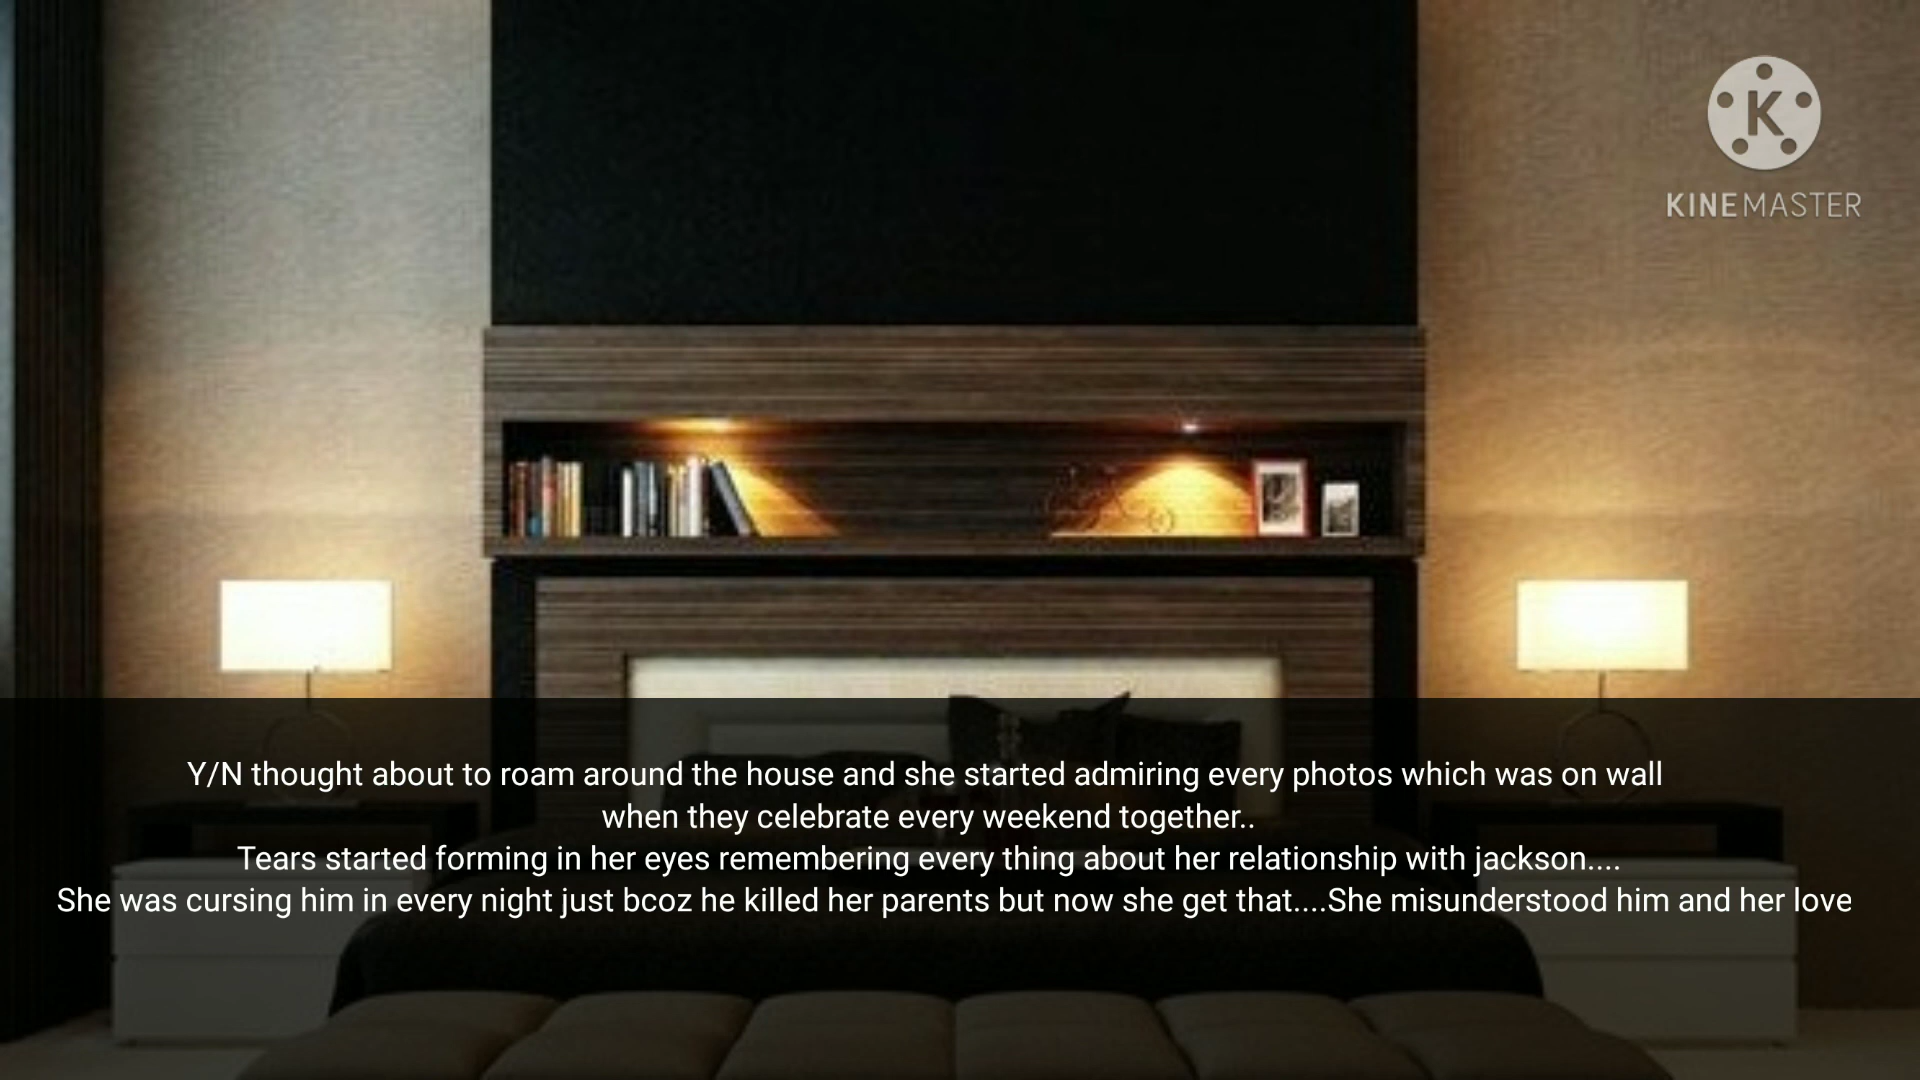 K
KINEMASTER
Y/N thought about to roam around the house and she started admiring every photos which was on wall
when they celebrate every weekend together..
Tears started forming in her eyes remembering every thing about her relationship with jackson....
She was cursing him in every night just bcoz he killed her parents but now she get that....She misunderstood him and her love